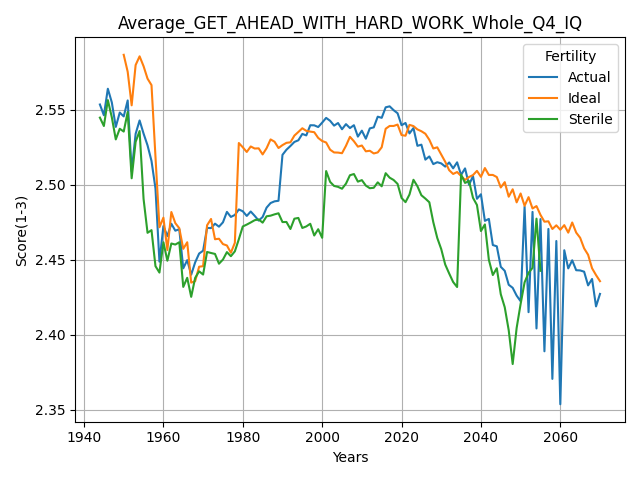 Average_GET_AHEAD_WITH_HARD_WORK_Whole_Q4_IQ
Fertility
Actual
Ideal
Sterile
Score(1-3)
2.55
2.50
2.45
2.40
2.35
1940 1960 1980 2000 2020 2040 2060
Years